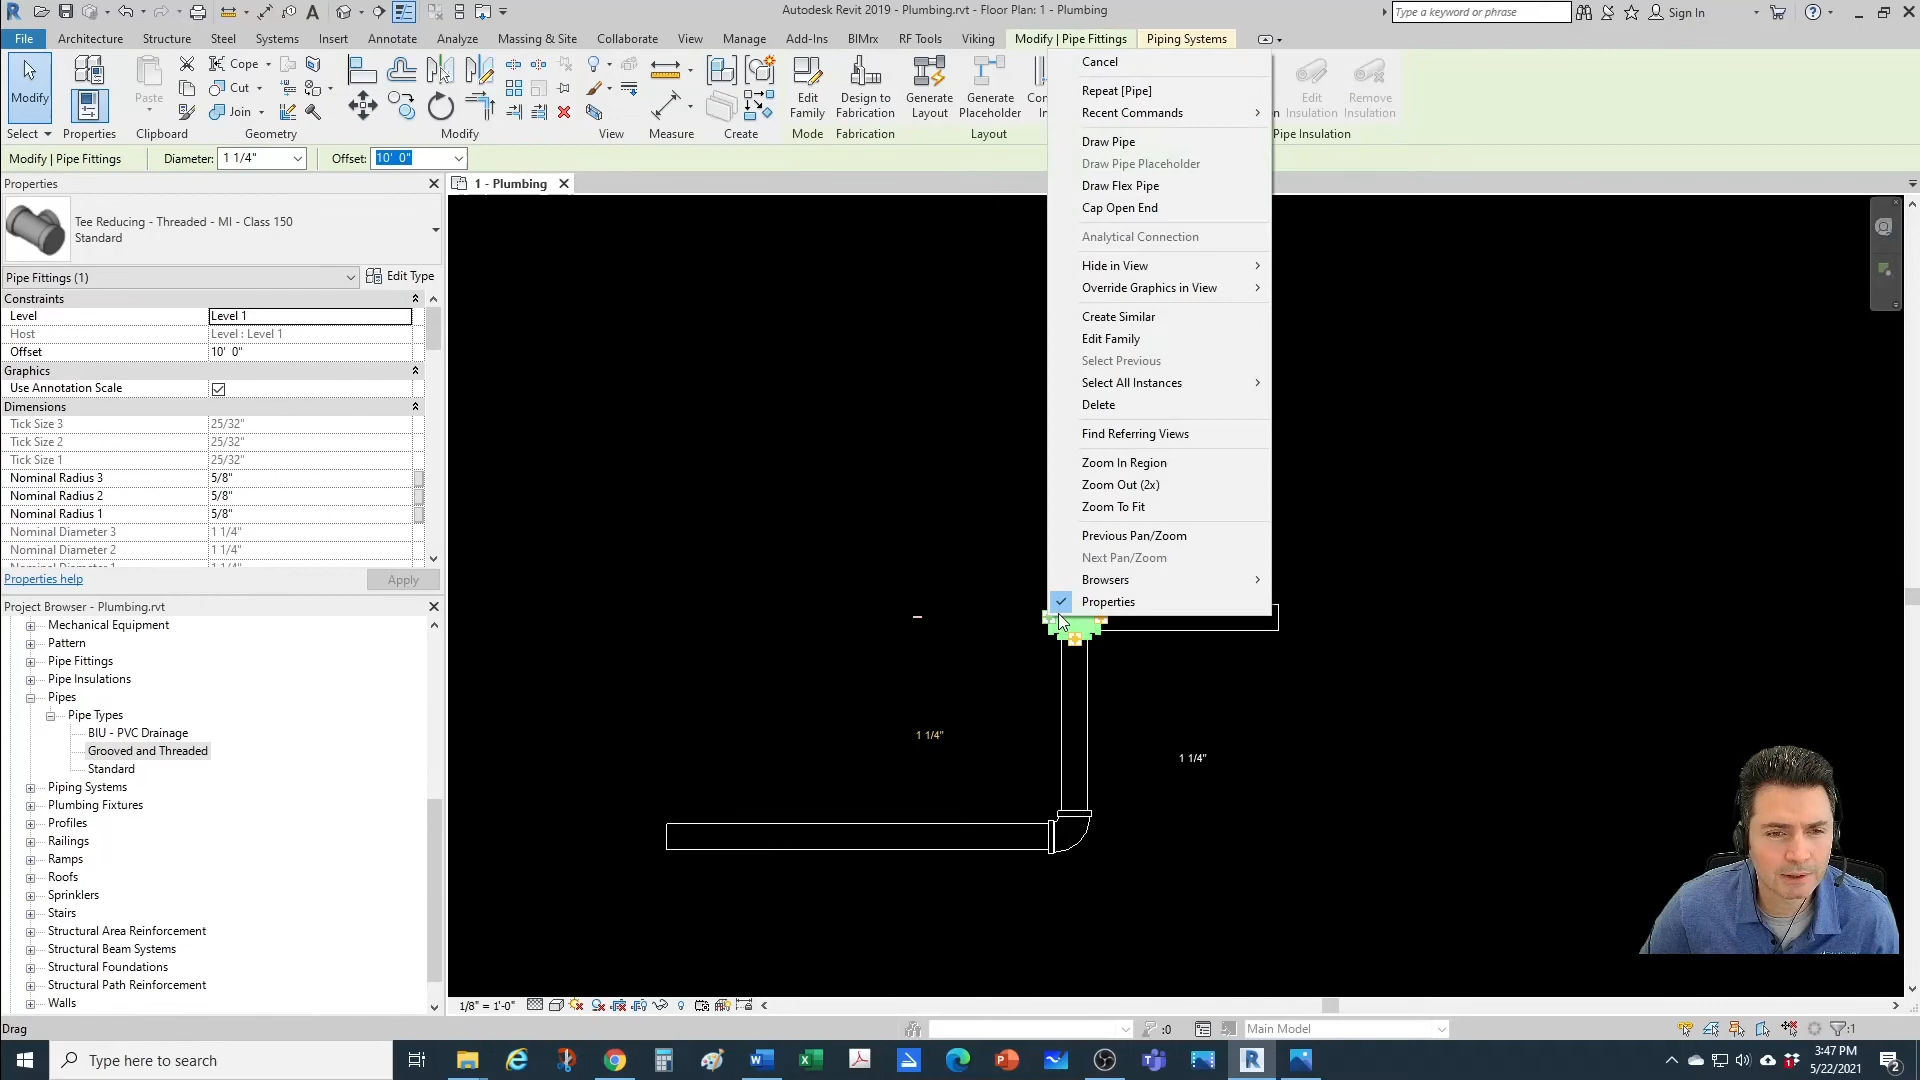 Autodesk Revit 2019 - Plumbing.rvt - Floor Plan: 1 - Plumbing
Type a keyword or phrase
Sign In
File
Architecture
Structure
Steel
Systems
Insert
Annotate
Analyze
Massing & Site
Collaborate
View
Manage
Add-Ins
BIMrx
RF Tools
Viking
Modify | Pipe Fittings
Piping Systems
Modify
Paste
Cope
Cut
Join
Edit
Family
Design to
Fabrication
Generate
Layout
Generate
Placeholder
Edit
Insulation
Remove
Insulation
Select
Properties
Clipboard
Geometry
Modify
View
Measure
Create
Mode
Fabrication
Layout
Pipe Insulation
Modify | Pipe Fittings
Diameter: 1 1/4"
Offset: 10' 0"
Properties
Tee Reducing - Threaded - MI - Class 150
Standard
Pipe Fittings (1)
Edit Type
Constraints
Level Level 1
Host Level : Level 1
Offset 10' 0"
Graphics
Use Annotation Scale
Dimensions
Tick Size 3 25/32"
Tick Size 2 25/32"
Tick Size 1 25/32"
Nominal Radius 3 5/8"
Nominal Radius 2 5/8"
Nominal Radius 1 5/8"
Nominal Diameter 3 1 1/4"
Nominal Diameter 2 1 1/4"
Properties help
Apply
Project Browser - Plumbing.rvt
Mechanical Equipment
Pattern
Pipe Fittings
Pipe Insulations
Pipes
Pipe Types
BIU - PVC Drainage
Grooved and Threaded
Standard
Piping Systems
Plumbing Fixtures
Profiles
Railings
Ramps
Roofs
Sprinklers
Stairs
Structural Area Reinforcement
Structural Beam Systems
Structural Foundations
Structural Path Reinforcement
Walls
1 - Plumbing
Cancel
Repeat [Pipe]
Recent Commands
Draw Pipe
Draw Pipe Placeholder
Draw Flex Pipe
Cap Open End
Analytical Connection
Hide in View
Override Graphics in View
Create Similar
Edit Family
Select Previous
Select All Instances
Delete
Find Referring Views
Zoom In Region
Zoom Out (2x)
Zoom To Fit
Previous Pan/Zoom
Next Pan/Zoom
Browsers
Properties
1 1/4"
1 1/4"
1/8" = 1'-0"
Drag
:0
Main Model
:1
Type here to search
3:47 PM
5/22/2021
2